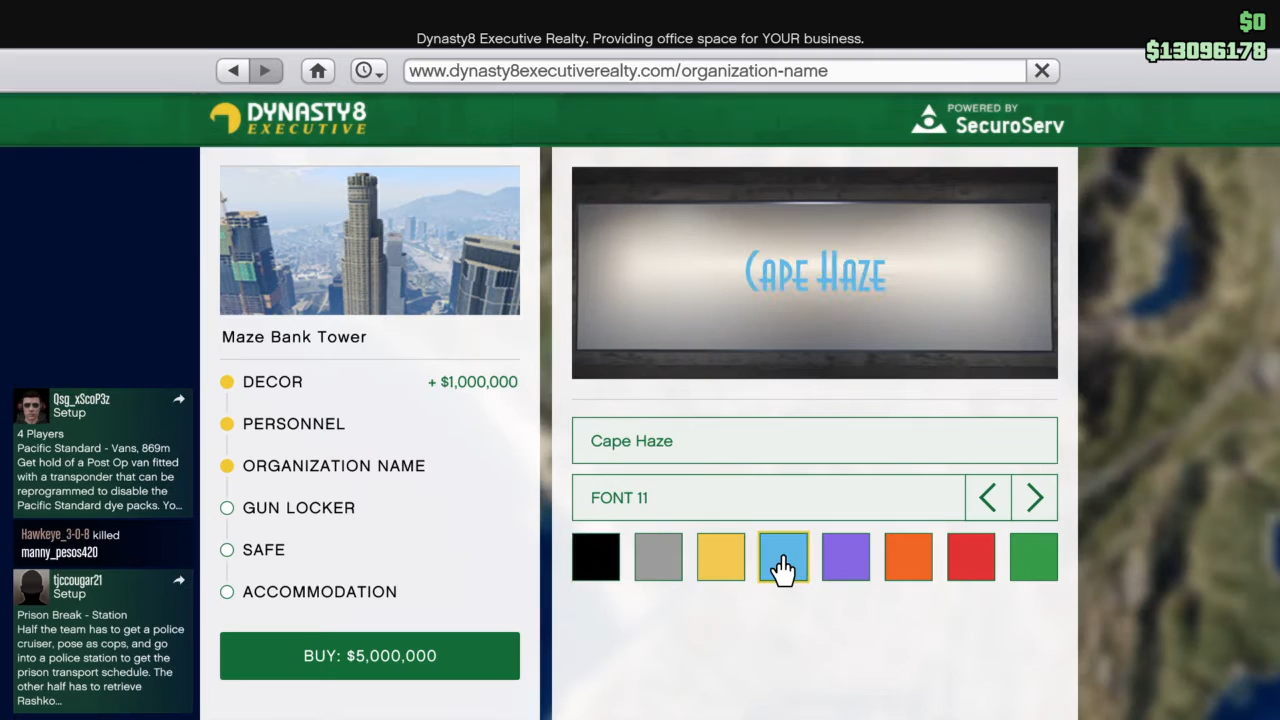 Dynasty8 Executive Realty. Providing office space for YOUR business.
$0
$13096178
www.dynasty8executiverealty.com/organization-name
DYNASTY8
EXECUTIVE
POWERED BY
SecuroServ
Maze Bank Tower
DECOR + $1,000,000
PERSONNEL
ORGANIZATION NAME
GUN LOCKER
SAFE
ACCOMMODATION
BUY: $5,000,000
CAPE HAZE
Cape Haze
FONT 11
Qsg_xScoP3z
Setup
4 Players
Pacific Standard - Vans, 869m
Get hold of a Post Op van fitted
with a transponder that can be
reprogrammed to disable the
Pacific Standard dye packs. Yo...
Hawkeye_3-0-8 killed
manny_pesos420
tjccougar21
Setup
Prison Break - Station
Half the team has to get a police
cruiser, pose as cops, and go
into a police station to get the
prison transport schedule. The
other half has to retrieve
Rashko...